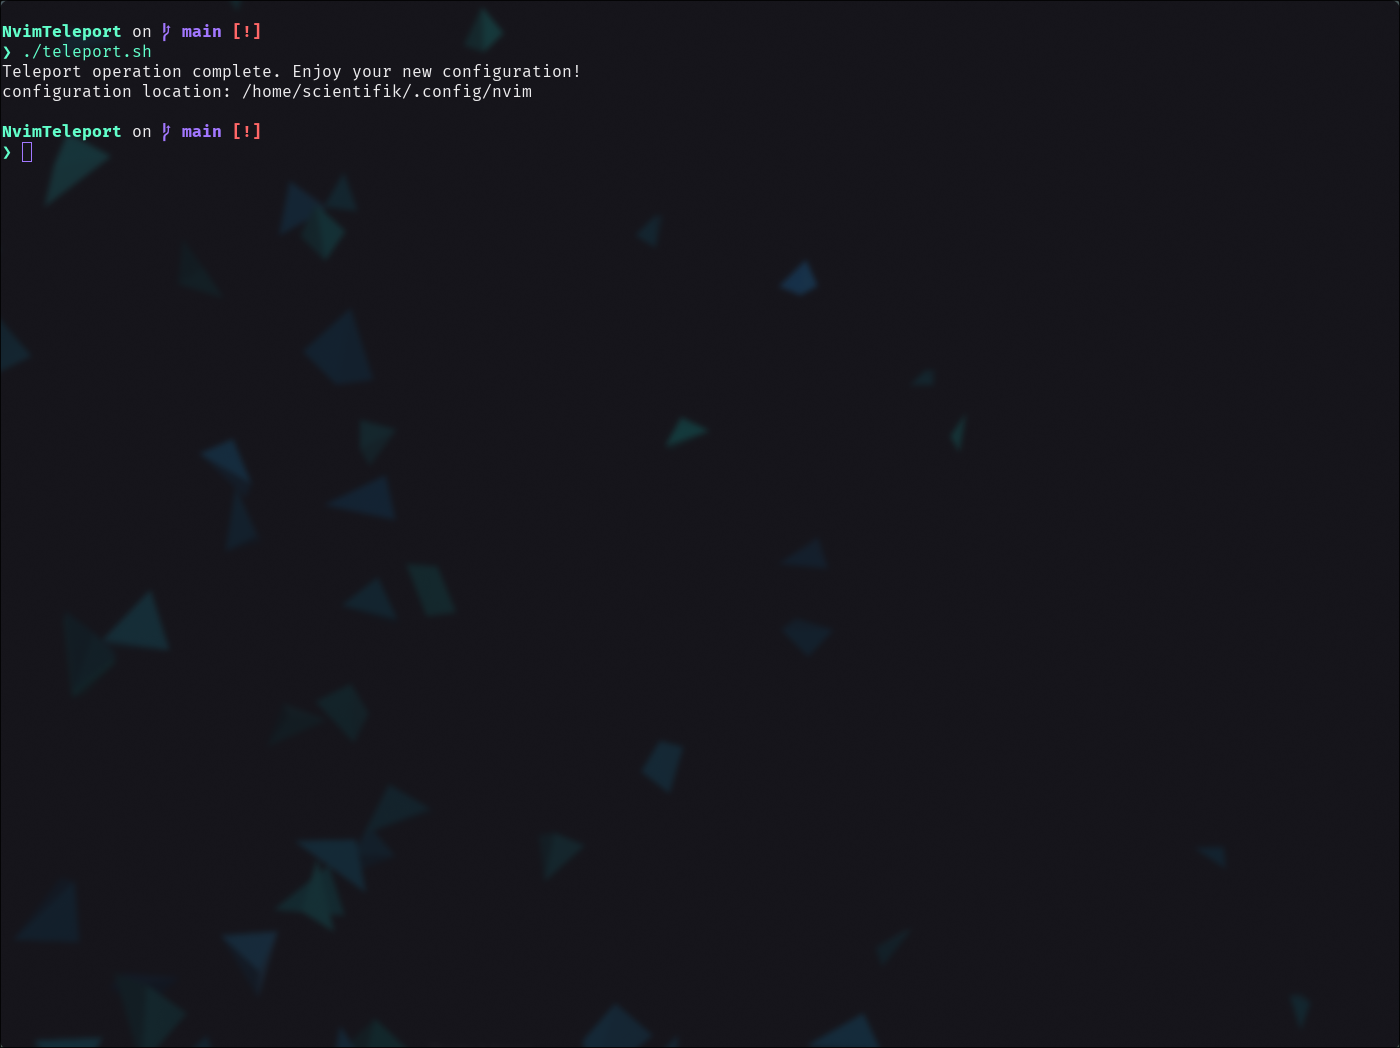 NvimTeleport on  main [!]
❯ ./teleport.sh
Teleport operation complete. Enjoy your new configuration!
configuration location: /home/scientifik/.config/nvim
NvimTeleport on  main [!]
❯